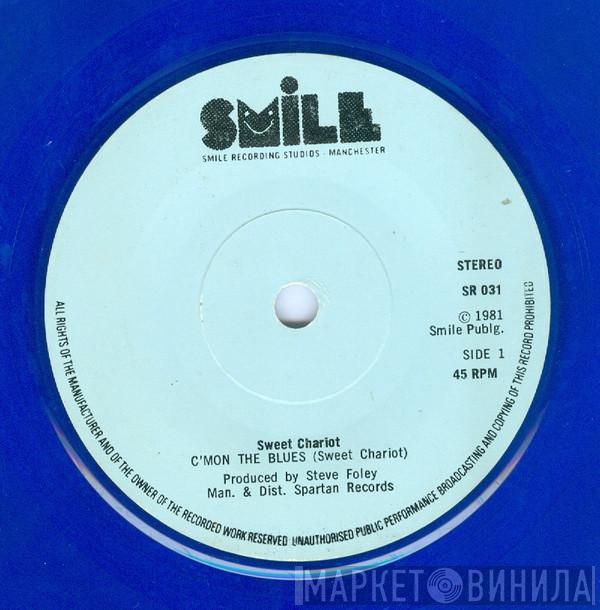 SMiLE
SMILE RECORDING STUDIOS - MANCHESTER
STEREO
SR 031
© 1981
Smile Publg.
SIDE 1
45 RPM
Sweet Chariot
C'MON THE BLUES (Sweet Chariot)
Produced by Steve Foley
Man. & Dist. Spartan Records
ALL RIGHTS OF THE MANUFACTURER AND OF THE OWNER OF THE RECORDED WORK RESERVED UNAUTHORISED PUBLIC PERFORMANCE BROADCASTING AND COPYING OF THIS RECORD PROHIBITED
МАРКЕТ ВИНИЛА